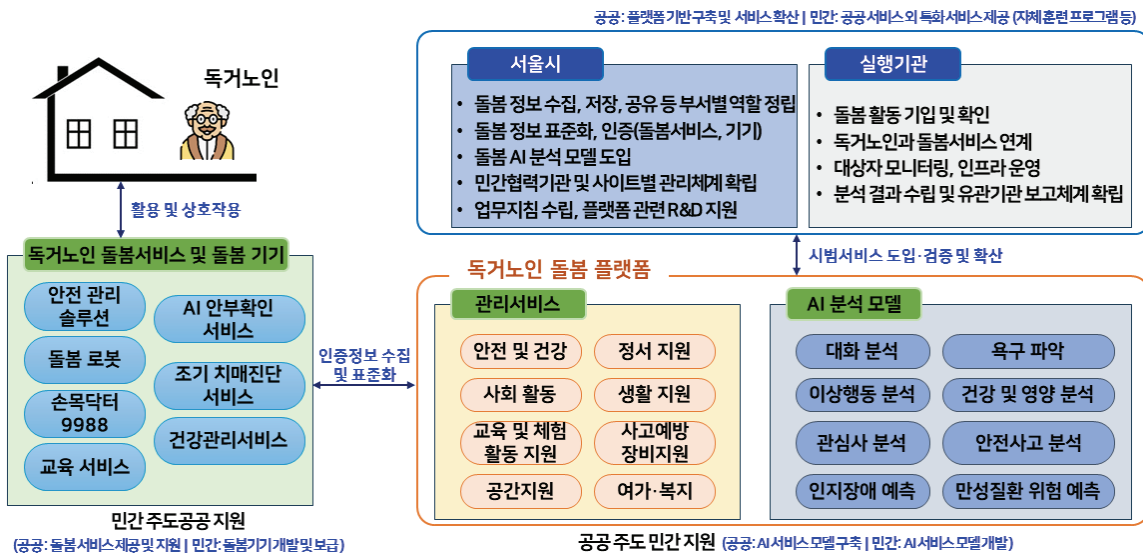 공공: 플랫폼 기반 구축 및 서비스 확산 | 민간: 공공서비스 외 특화서비스 제공 (자체 훈련 프로그램 등)
독거노인
활용 및 상호작용
서울시
• 돌봄 정보 수집, 저장, 공유 등 부서별 역할 정립
• 돌봄 정보 표준화, 인증(돌봄서비스, 기기)
• 돌봄 AI 분석 모델 도입
• 민간협력기관 및 사이트별 관리체계 확립
• 업무지침 수립, 플랫폼 관련 R&D 지원
실행기관
• 돌봄 활동 기입 및 확인
• 독거노인과 돌봄서비스 연계
• 대상자 모니터링, 인프라 운영
• 분석 결과 수립 및 유관기관 보고체계 확립
시범서비스 도입·검증 및 확산
독거노인 돌봄서비스 및 돌봄 기기
안전 관리
솔루션
돌봄 로봇
손목닥터
9988
교육 서비스
AI 안부확인
서비스
조기 치매진단
서비스
건강관리서비스
민간 주도공공 지원
(공공: 돌봄 서비스 제공 및 지원 | 민간: 돌봄기기 개발 및 보급)
인증정보 수집
및 표준화
독거노인 돌봄 플랫폼
관리서비스
안전 및 건강
정서 지원
사회 활동
생활 지원
교육 및 체험
활동 지원
사고예방
장비지원
공간지원
여가·복지
AI 분석 모델
대화 분석
욕구 파악
이상행동 분석
건강 및 영양 분석
관심사 분석
안전사고 분석
인지장애 예측
만성질환 위험 예측
공공 주도 민간 지원 (공공: AI 서비스 모델 구축 | 민간: AI 서비스 모델 개발)